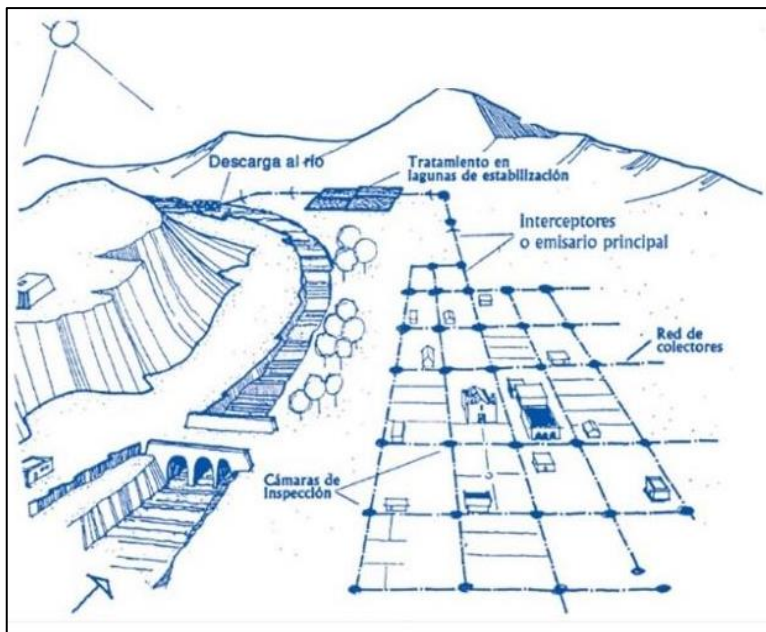 Descarga al río
Tratamiento en
lagunas de estabilización
Interceptores
o emisario principal
Red de
colectores
Cámaras de
Inspección